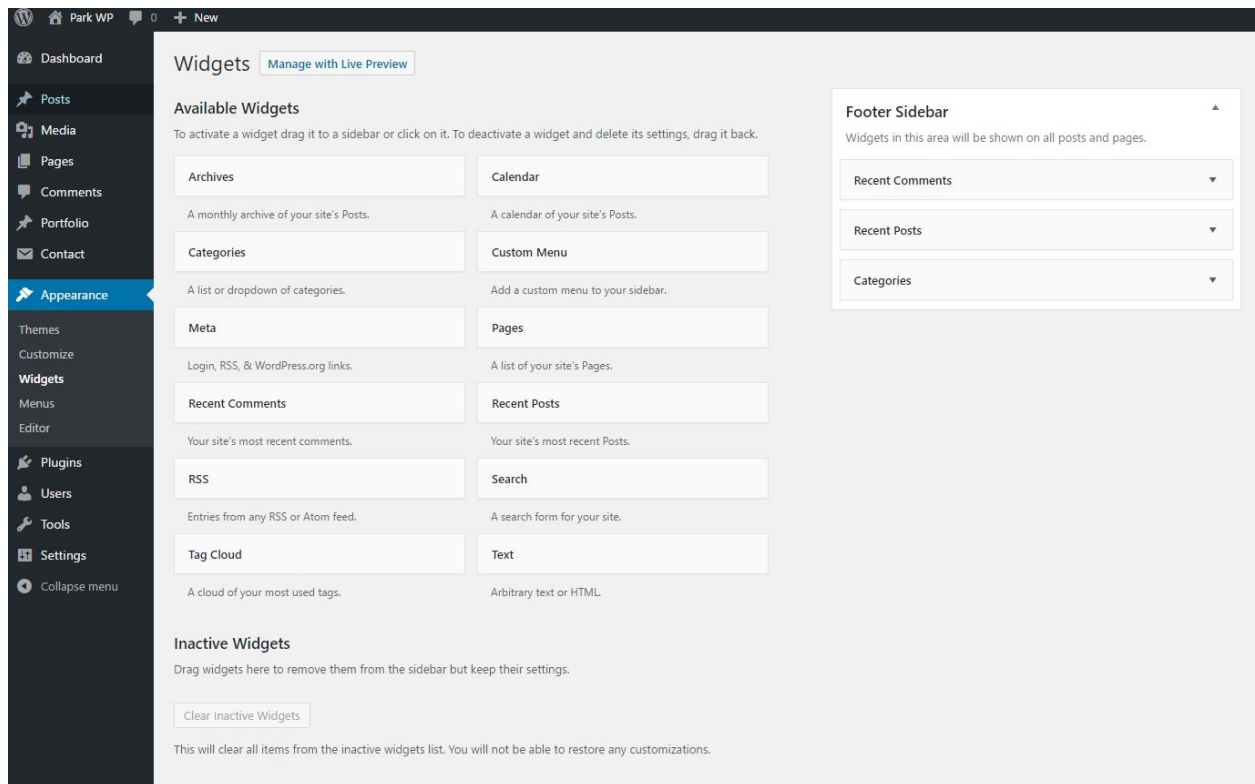 Park WP 0 New
Dashboard
Posts
Media
Pages
Comments
Portfolio
Contact
Appearance
Themes
Customize
Widgets
Menus
Editor
Plugins
Users
Tools
Settings
Collapse menu
Widgets Manage with Live Preview
Available Widgets
To activate a widget drag it to a sidebar or click on it. To deactivate a widget and delete its settings, drag it back.
Archives Calendar
A monthly archive of your site's Posts. A calendar of your site's Posts.
Categories Custom Menu
A list or dropdown of categories. Add a custom menu to your sidebar.
Meta Pages
Login, RSS, & WordPress.org links. A list of your site's Pages.
Recent Comments Recent Posts
Your site's most recent comments. Your site's most recent Posts.
RSS Search
Entries from any RSS or Atom feed. A search form for your site.
Tag Cloud Text
A cloud of your most used tags. Arbitrary text or HTML.
Inactive Widgets
Drag widgets here to remove them from the sidebar but keep their settings.
Clear Inactive Widgets
This will clear all items from the inactive widgets list. You will not be able to restore any customizations.
Footer Sidebar
Widgets in this area will be shown on all posts and pages.
Recent Comments
Recent Posts
Categories